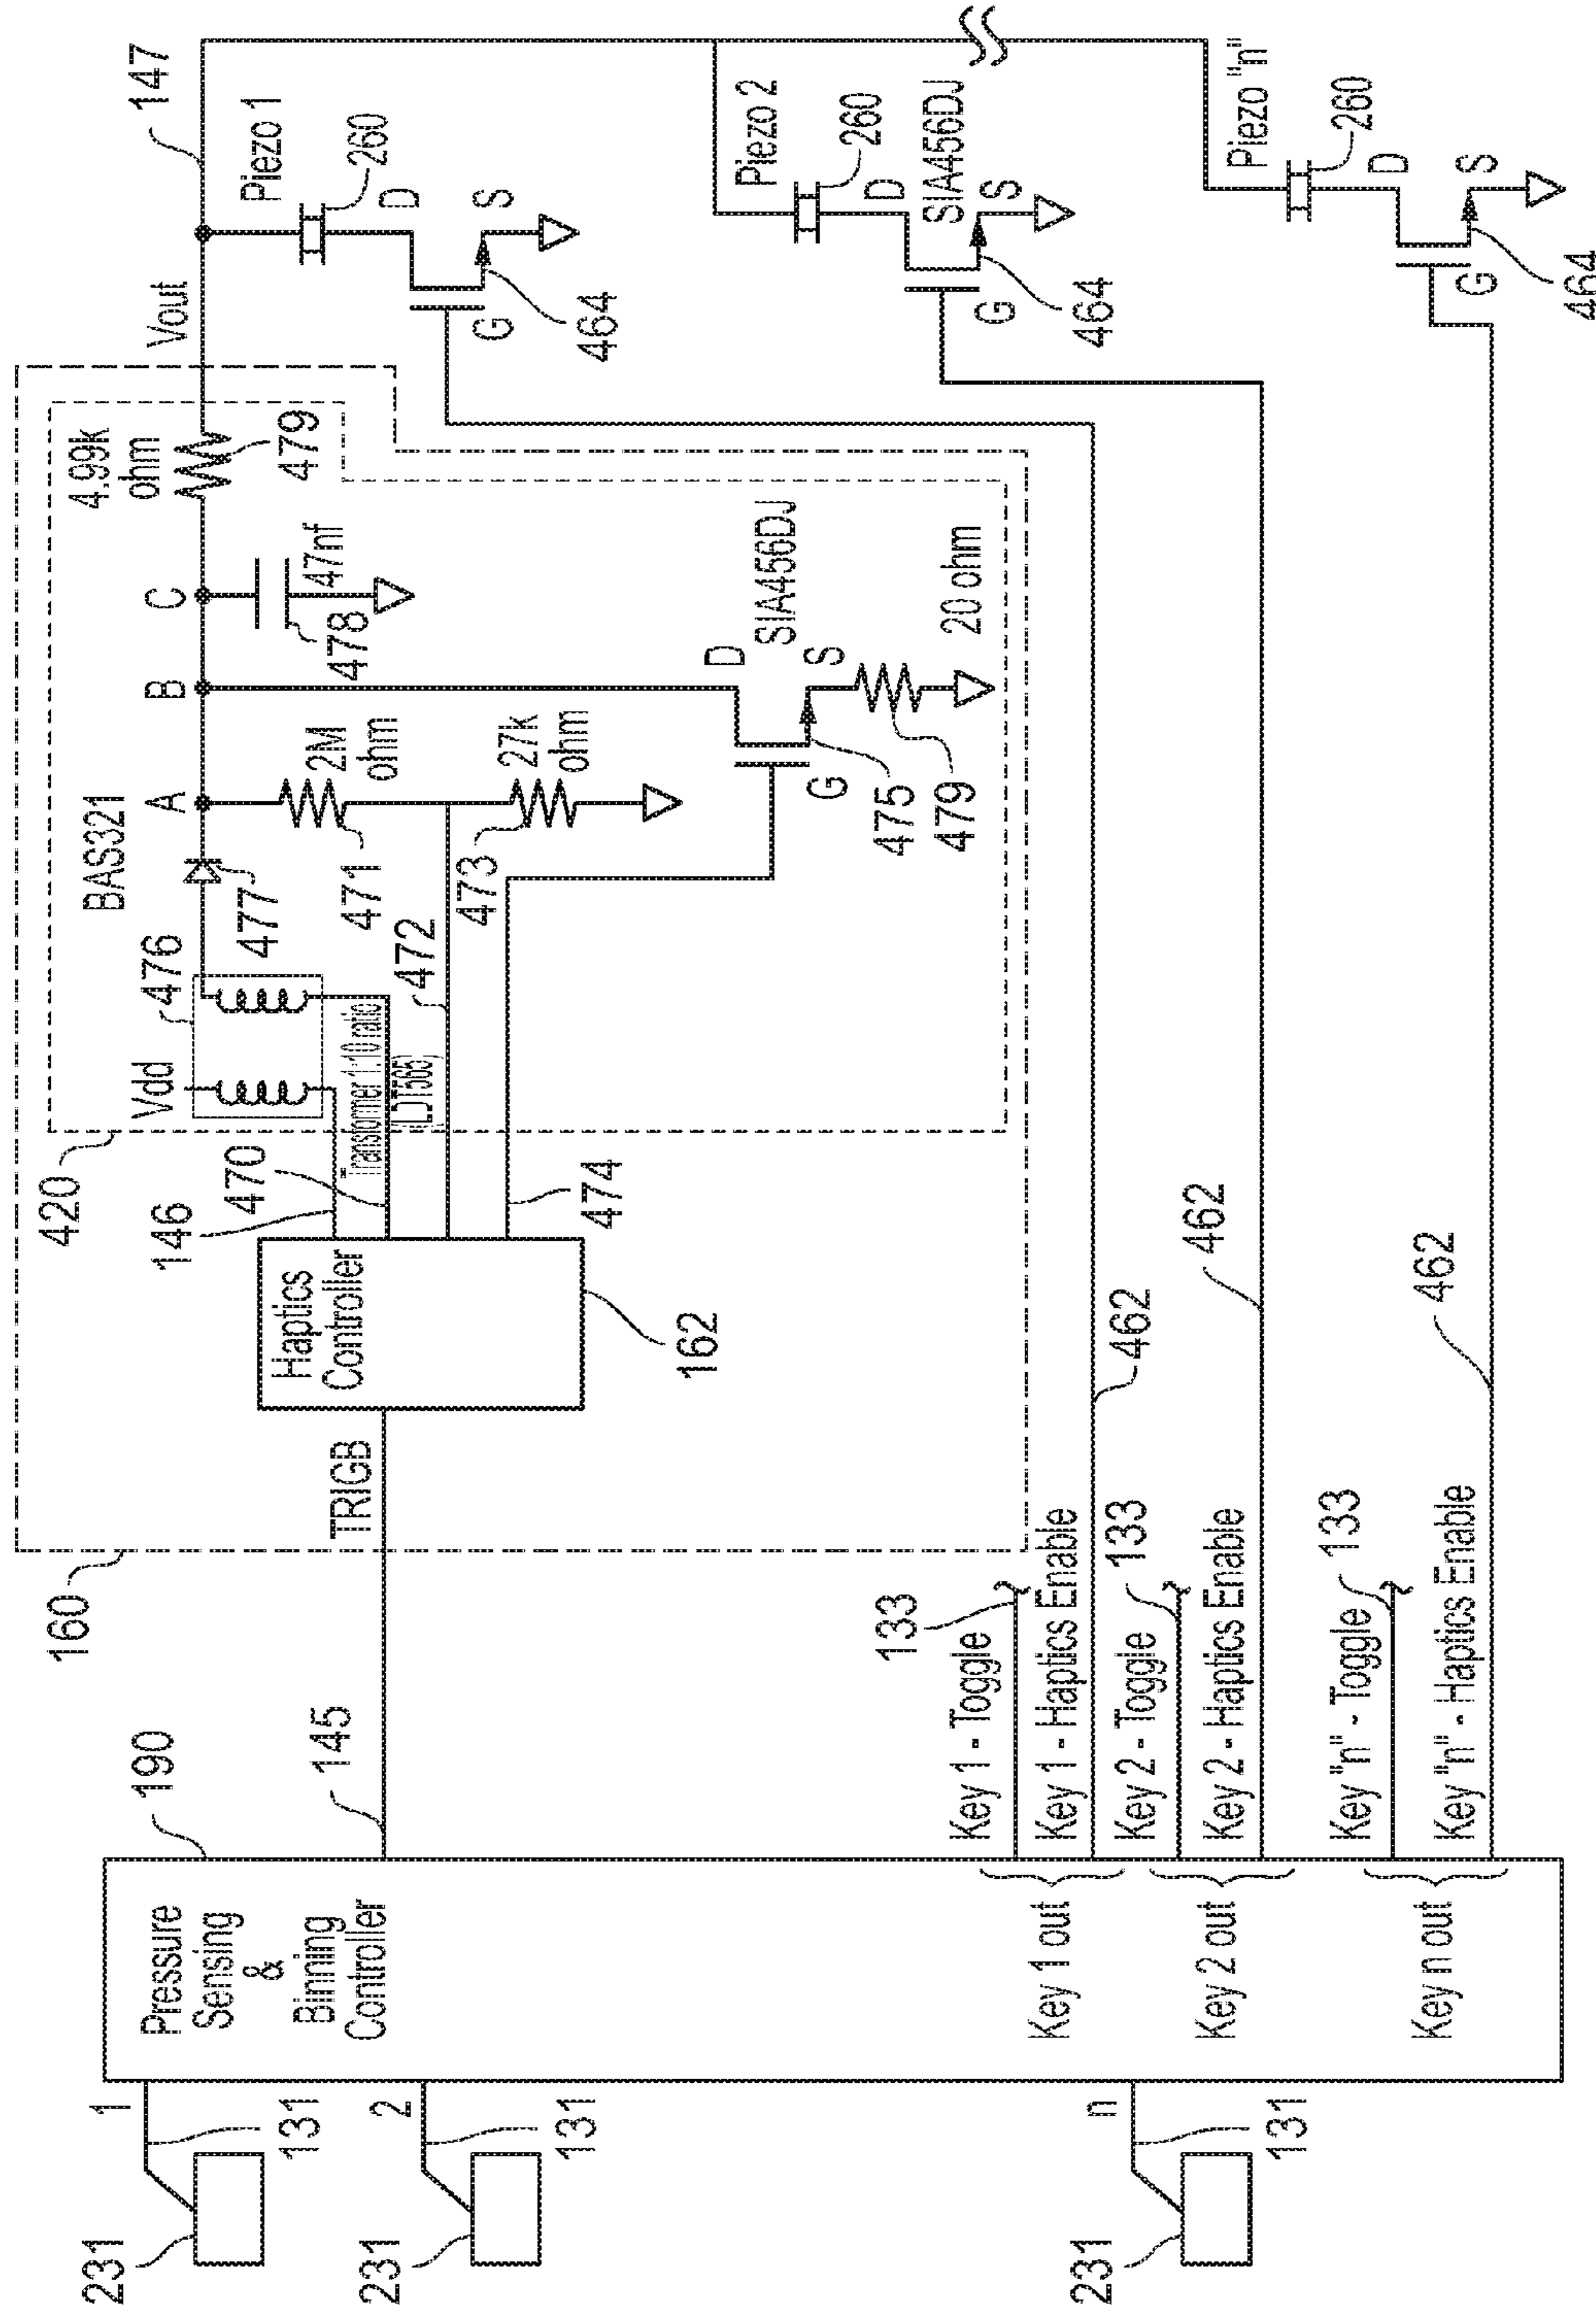 231
131
1
231
131
2
231
131
n
Pressure
Sensing
&
Binning
Controller
190
145
Key 1 out
Key 2 out
Key n out
Key 1 - Toggle
133
Key 1 - Haptics Enable
462
Key 2 - Toggle
133
Key 2 - Haptics Enable
462
Key "n" - Toggle
133
Key "n" - Haptics Enable
462
160
TRIGB
Haptics
Controller
162
420
146
470
472
474
Vdd
476
Transformer 1:10 ratio
(LDT565)
BAS321
477
A
B
C
2M
ohm
471
27k
ohm
473
47nf
478
4.99k
ohm
479
D
G
S
SIA456DJ
475
479
20 ohm
Vout
147
Piezo 1
260
D
G
S
464
Piezo 2
260
D
SIA456DJ
G
S
464
Piezo "n"
260
D
G
S
464